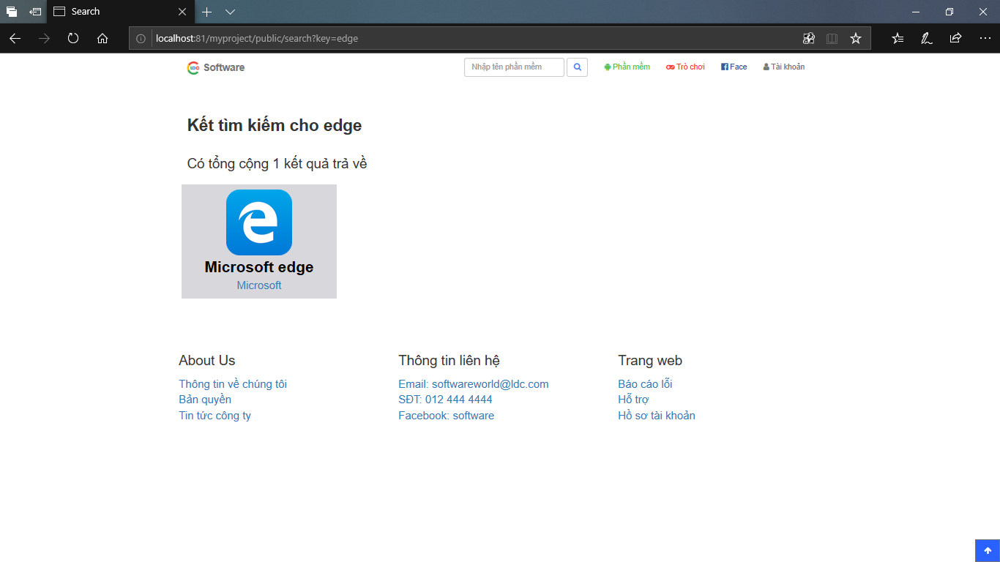 Search
localhost:81/myproject/public/search?key=edge
LDC Software
Nhập tên phần mềm
Phần mềm
Trò chơi
Face
Tài khoản
Kết tìm kiếm cho edge
Có tổng cộng 1 kết quả trả về
Microsoft edge
Microsoft
About Us
Thông tin về chúng tôi
Bản quyền
Tin tức công ty
Thông tin liên hệ
Email: softwareworld@ldc.com
SĐT: 012 444 4444
Facebook: software
Trang web
Báo cáo lỗi
Hỗ trợ
Hồ sơ tài khoản